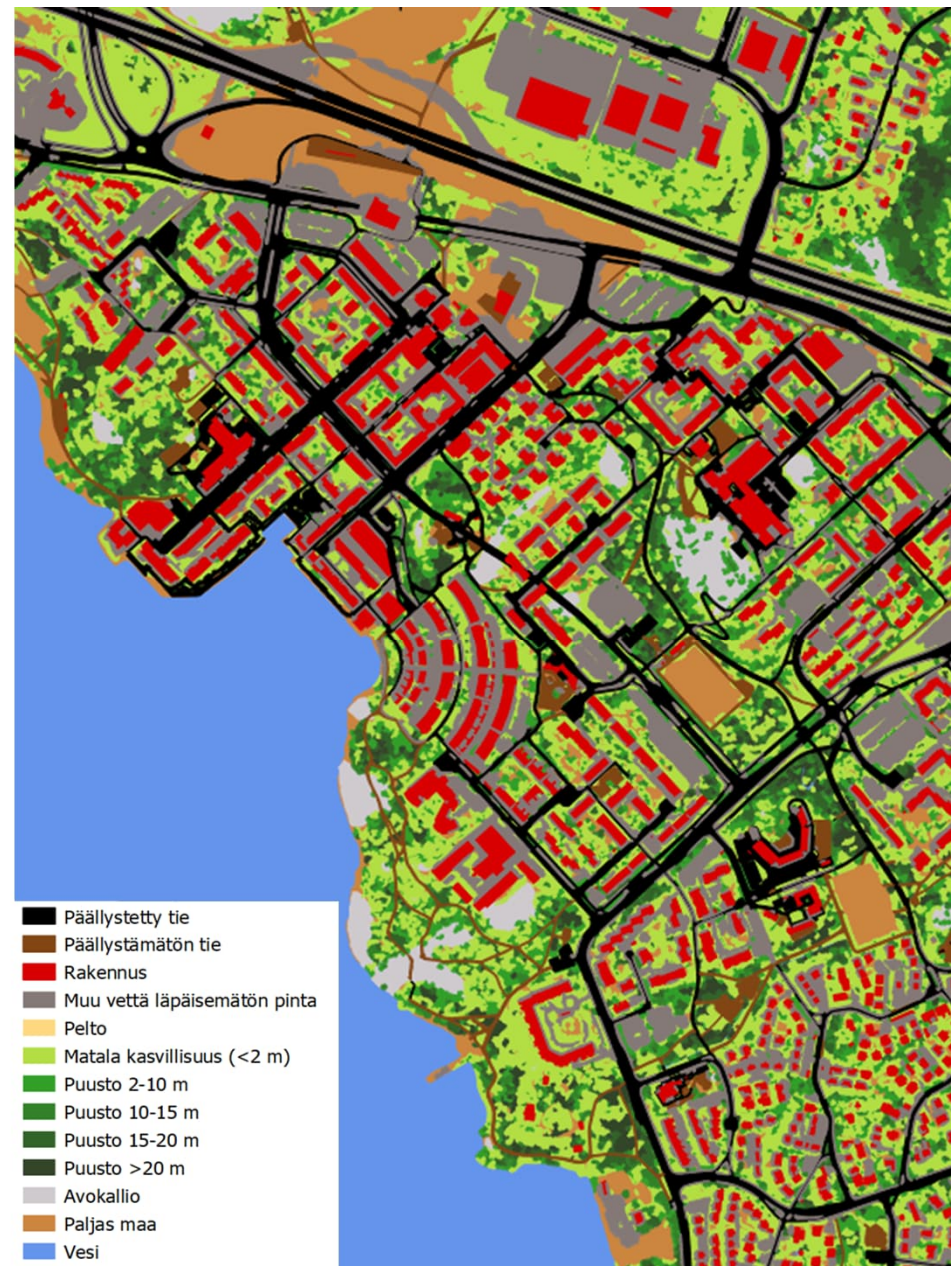 Päällystetty tie
Päällystämätön tie
Rakennus
Muu vettä läpäisemätön pinta
Pelto
Matala kasvillisuus (<2 m)
Puusto 2-10 m
Puusto 10-15 m
Puusto 15-20 m
Puusto >20 m
Avokallio
Paljas maa
Vesi